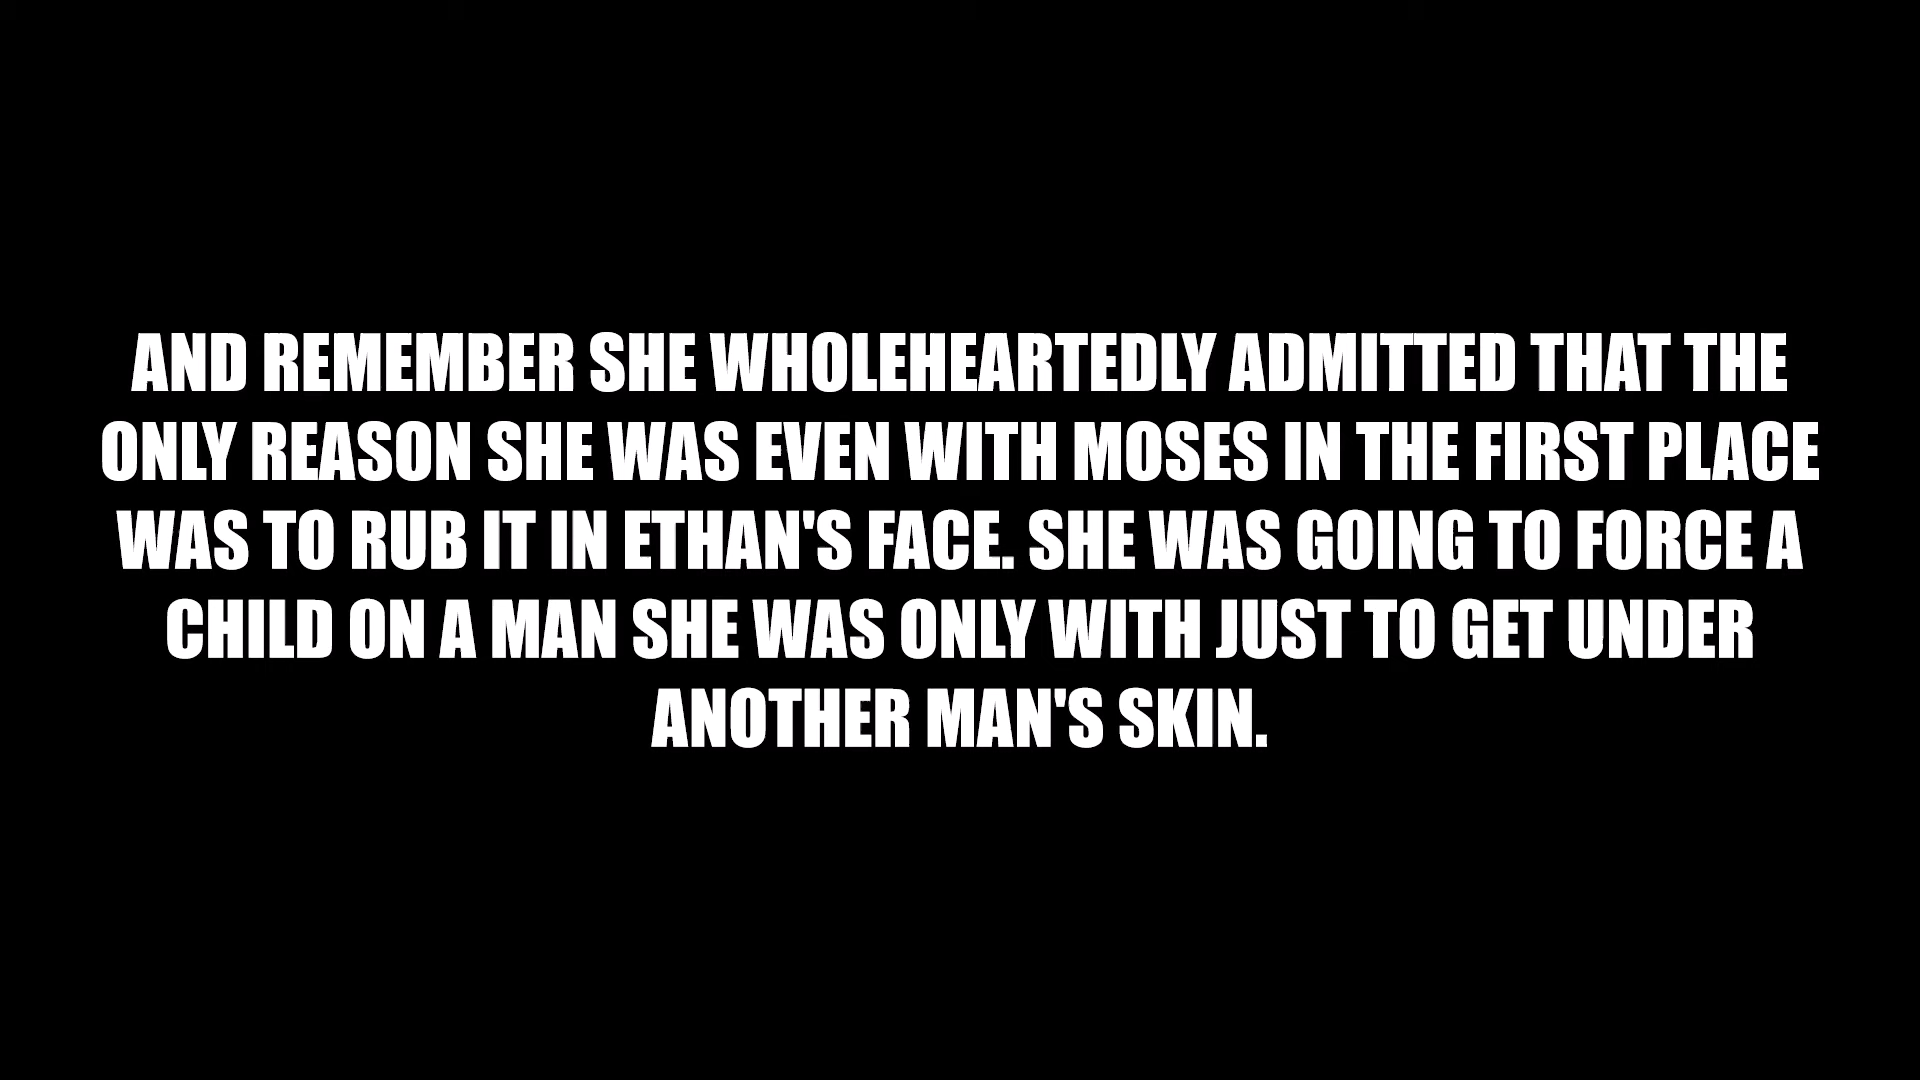 AND REMEMBER SHE WHOLEHEARTEDLY ADMITTED THAT THE
ONLY REASON SHE WAS EVEN WITH MOSES IN THE FIRST PLACE
WAS TO RUB IT IN ETHAN'S FACE. SHE WAS GOING TO FORCE A
CHILD ON A MAN SHE WAS ONLY WITH JUST TO GET UNDER
ANOTHER MAN'S SKIN.